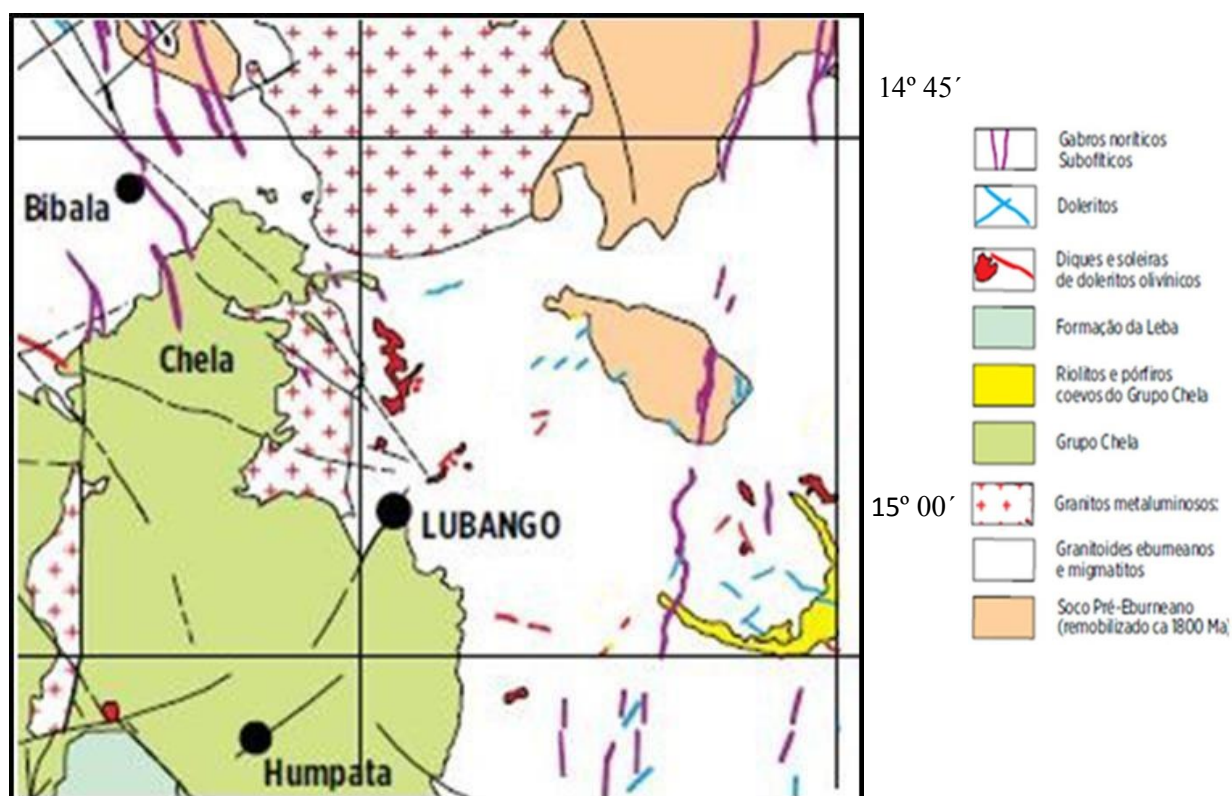 14º 45´
Bibala
Chela
LUBANGO
15º 00´
Humpata
Gabros noríticos
Subofíticos
Doleritos
Diques e soleiras
de doleritos olivínicos
Formação da Leba
Riolitos e pórfiros
coevos do Grupo Chela
Grupo Chela
Granitos metaluminosos:
Granitoides eburneanos
e migmatitos
Soco Pré-Eburneano
(remobilizado ca 1800 Ma)